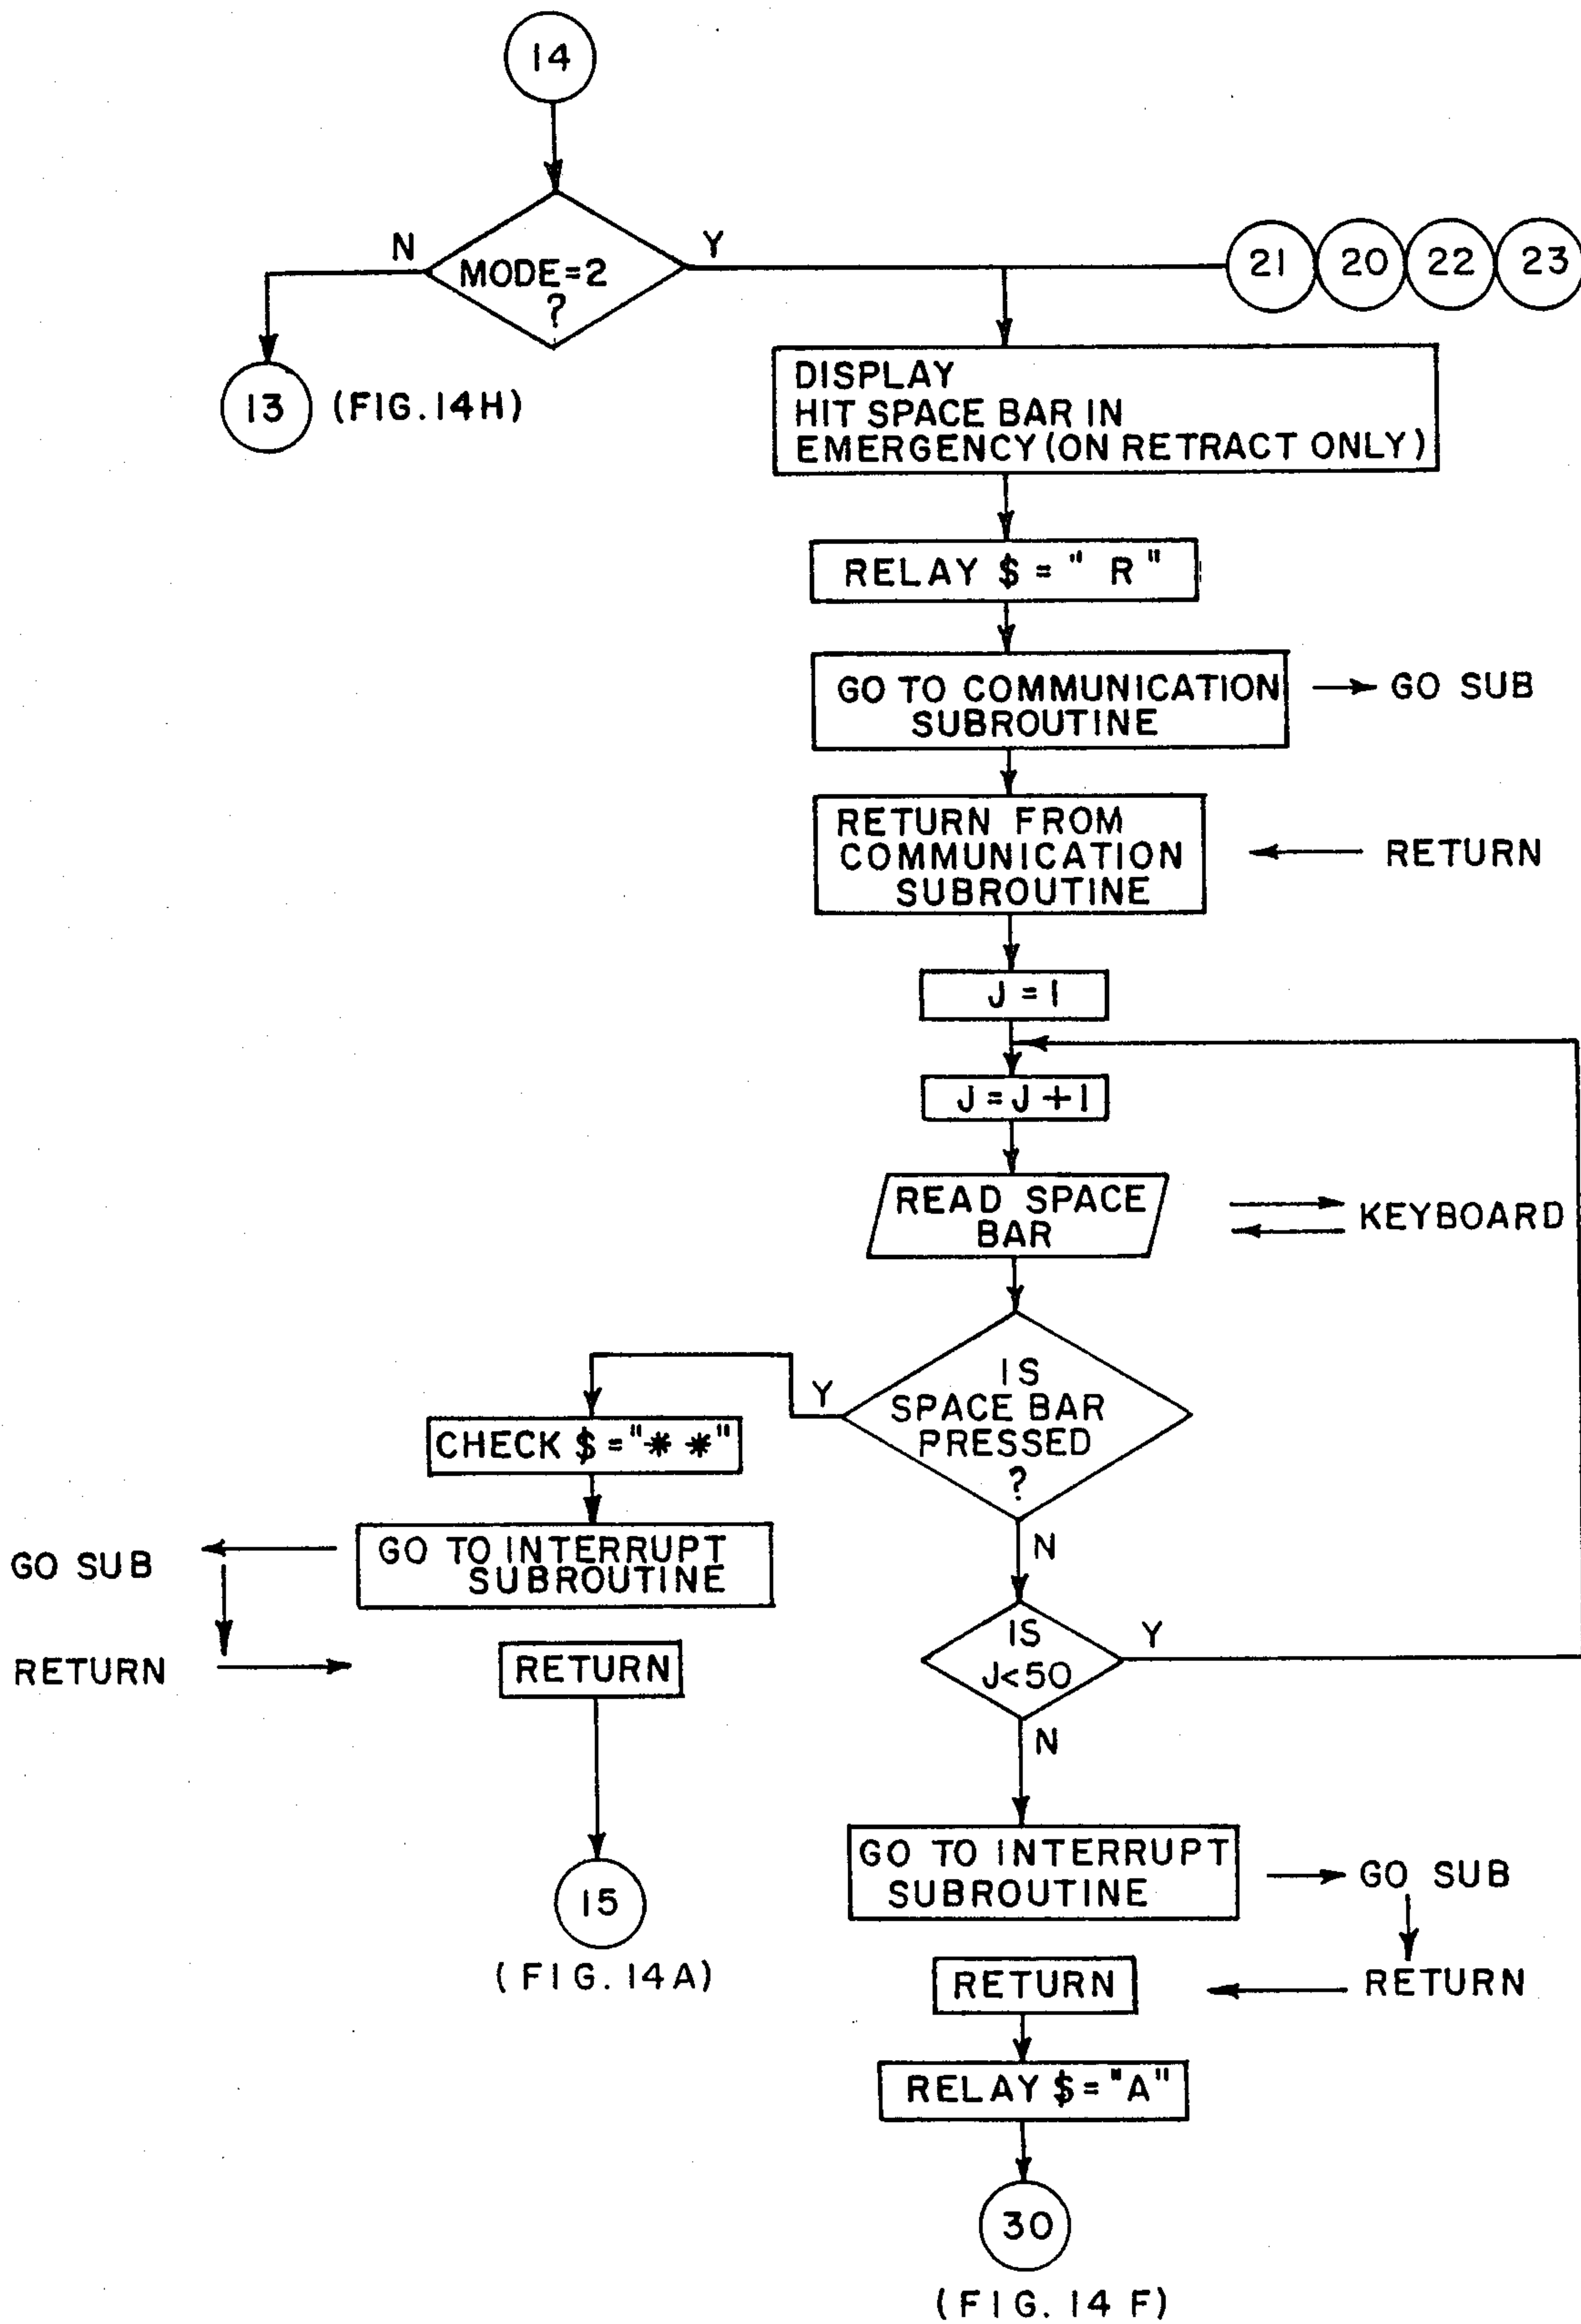 14
N
Y
MODE=2
?
21 20 22 23
13 (FIG.14H)
DISPLAY
HIT SPACE BAR IN
EMERGENCY (ON RETRACT ONLY)
RELAY $ = " R "
GO TO COMMUNICATION
SUBROUTINE
GO SUB
RETURN FROM
COMMUNICATION
SUBROUTINE
RETURN
J = 1
J = J + 1
READ SPACE
BAR
KEYBOARD
IS
SPACE BAR
PRESSED
?
Y
N
CHECK $ = "* *"
GO TO INTERRUPT
SUBROUTINE
GO SUB
RETURN
RETURN
15
(FIG. 14A)
IS
J<50
Y
N
GO TO INTERRUPT
SUBROUTINE
GO SUB
RETURN
RETURN
RELAY $ = "A"
30
(FIG. 14 F)